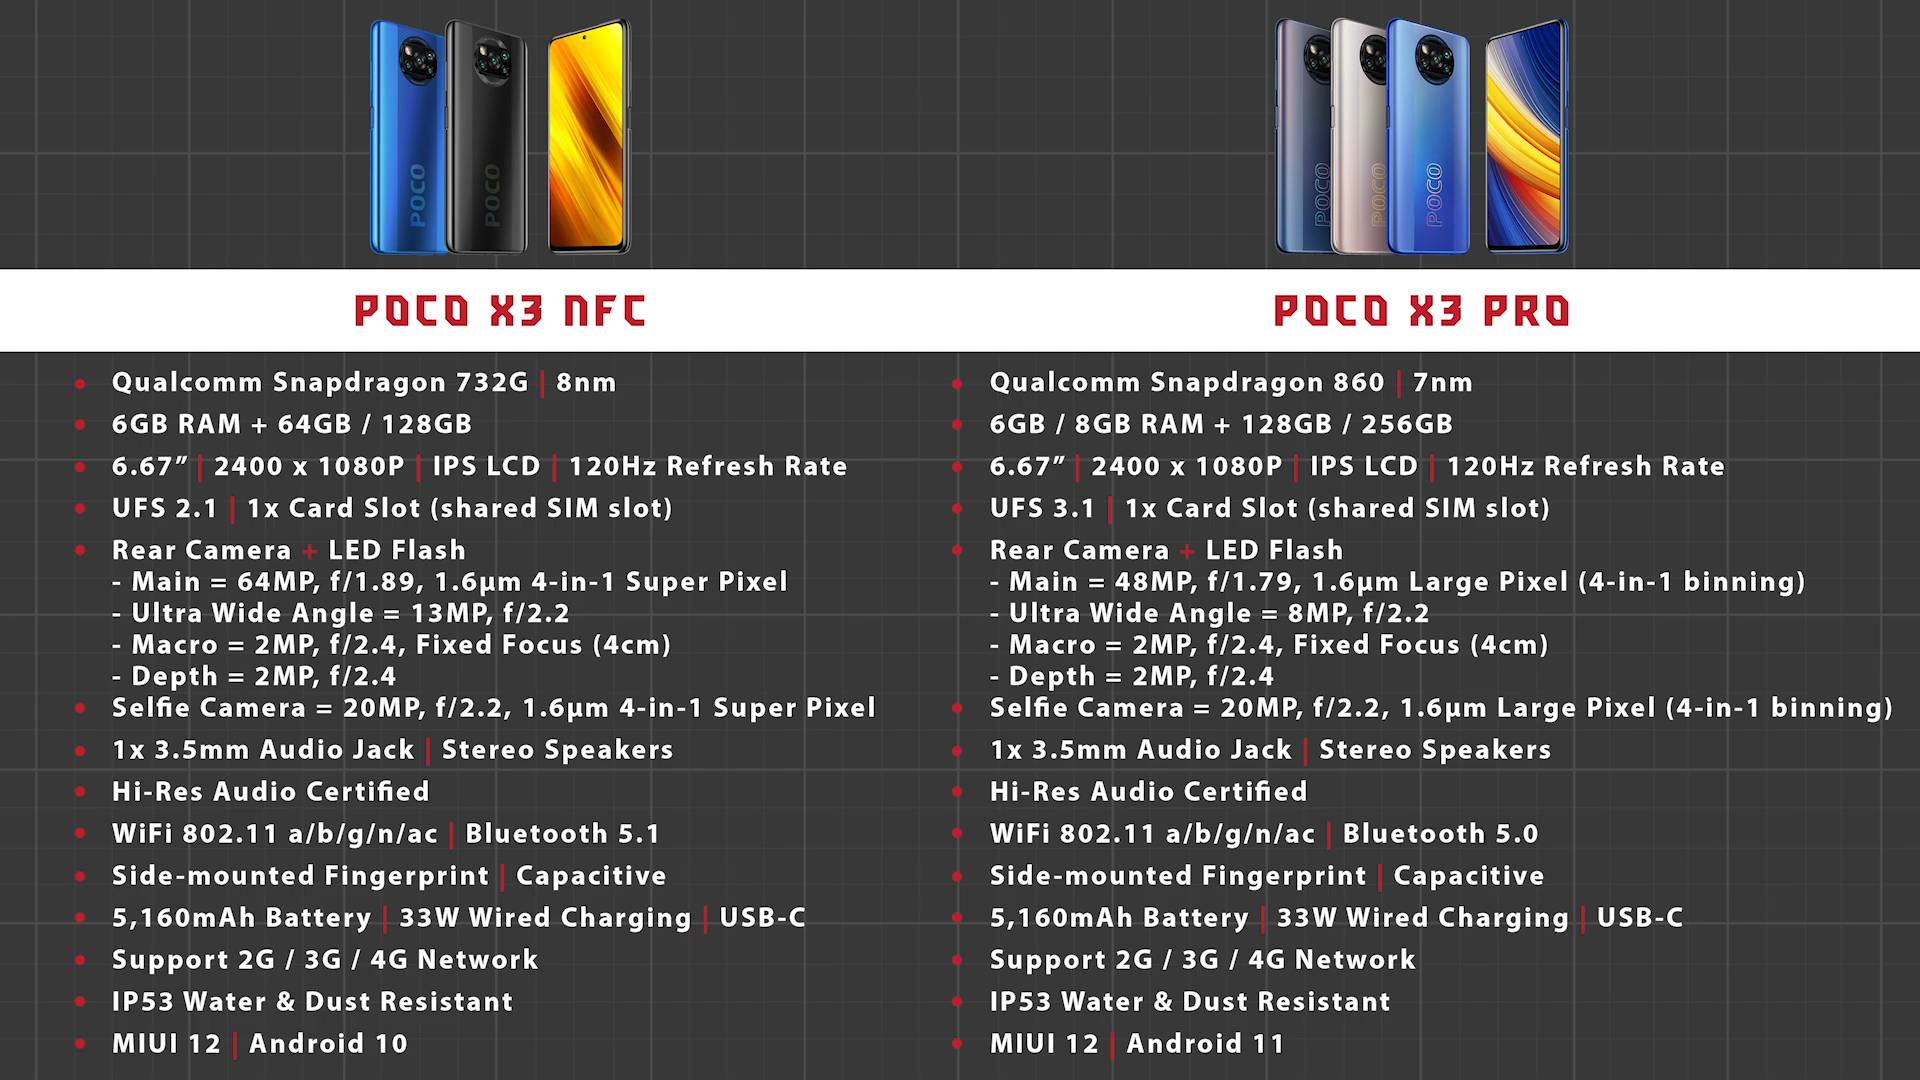 POCO
POCO
POCO
POCO
POCO
POCO X3 NFC
Qualcomm Snapdragon 732G | 8nm
6GB RAM + 64GB / 128GB
6.67” | 2400 x 1080P | IPS LCD | 120Hz Refresh Rate
UFS 2.1 | 1x Card Slot (shared SIM slot)
Rear Camera + LED Flash
- Main = 64MP, f/1.89, 1.6µm 4-in-1 Super Pixel
- Ultra Wide Angle = 13MP, f/2.2
- Macro = 2MP, f/2.4, Fixed Focus (4cm)
- Depth = 2MP, f/2.4
Selfie Camera = 20MP, f/2.2, 1.6µm 4-in-1 Super Pixel
1x 3.5mm Audio Jack | Stereo Speakers
Hi-Res Audio Certified
WiFi 802.11 a/b/g/n/ac | Bluetooth 5.1
Side-mounted Fingerprint | Capacitive
5,160mAh Battery | 33W Wired Charging | USB-C
Support 2G / 3G / 4G Network
IP53 Water & Dust Resistant
MIUI 12 | Android 10
POCO X3 PRO
Qualcomm Snapdragon 860 | 7nm
6GB / 8GB RAM + 128GB / 256GB
6.67” | 2400 x 1080P | IPS LCD | 120Hz Refresh Rate
UFS 3.1 | 1x Card Slot (shared SIM slot)
Rear Camera + LED Flash
- Main = 48MP, f/1.79, 1.6µm Large Pixel (4-in-1 binning)
- Ultra Wide Angle = 8MP, f/2.2
- Macro = 2MP, f/2.4, Fixed Focus (4cm)
- Depth = 2MP, f/2.4
Selfie Camera = 20MP, f/2.2, 1.6µm Large Pixel (4-in-1 binning)
1x 3.5mm Audio Jack | Stereo Speakers
Hi-Res Audio Certified
WiFi 802.11 a/b/g/n/ac | Bluetooth 5.0
Side-mounted Fingerprint | Capacitive
5,160mAh Battery | 33W Wired Charging | USB-C
Support 2G / 3G / 4G Network
IP53 Water & Dust Resistant
MIUI 12 | Android 11